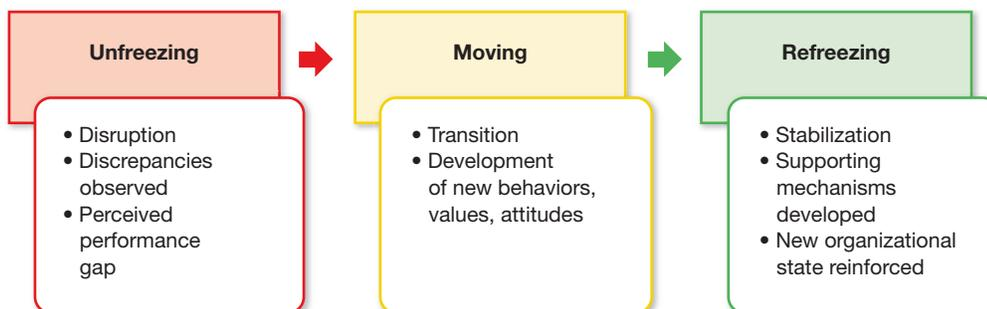 Unfreezing
• Disruption
• Discrepancies
observed
• Perceived
performance
gap
Moving
• Transition
• Development
of new behaviors,
values, attitudes
Refreezing
• Stabilization
• Supporting
mechanisms
developed
• New organizational
state reinforced